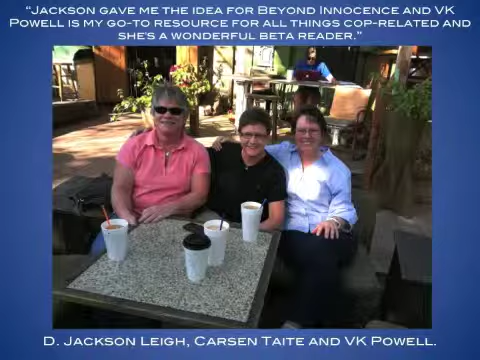 “Jackson gave me the idea for Beyond Innocence and VK
Powell is my go-to resource for all things cop-related and
she's a wonderful beta reader.”
D. Jackson Leigh, Carsen Taite and VK Powell.